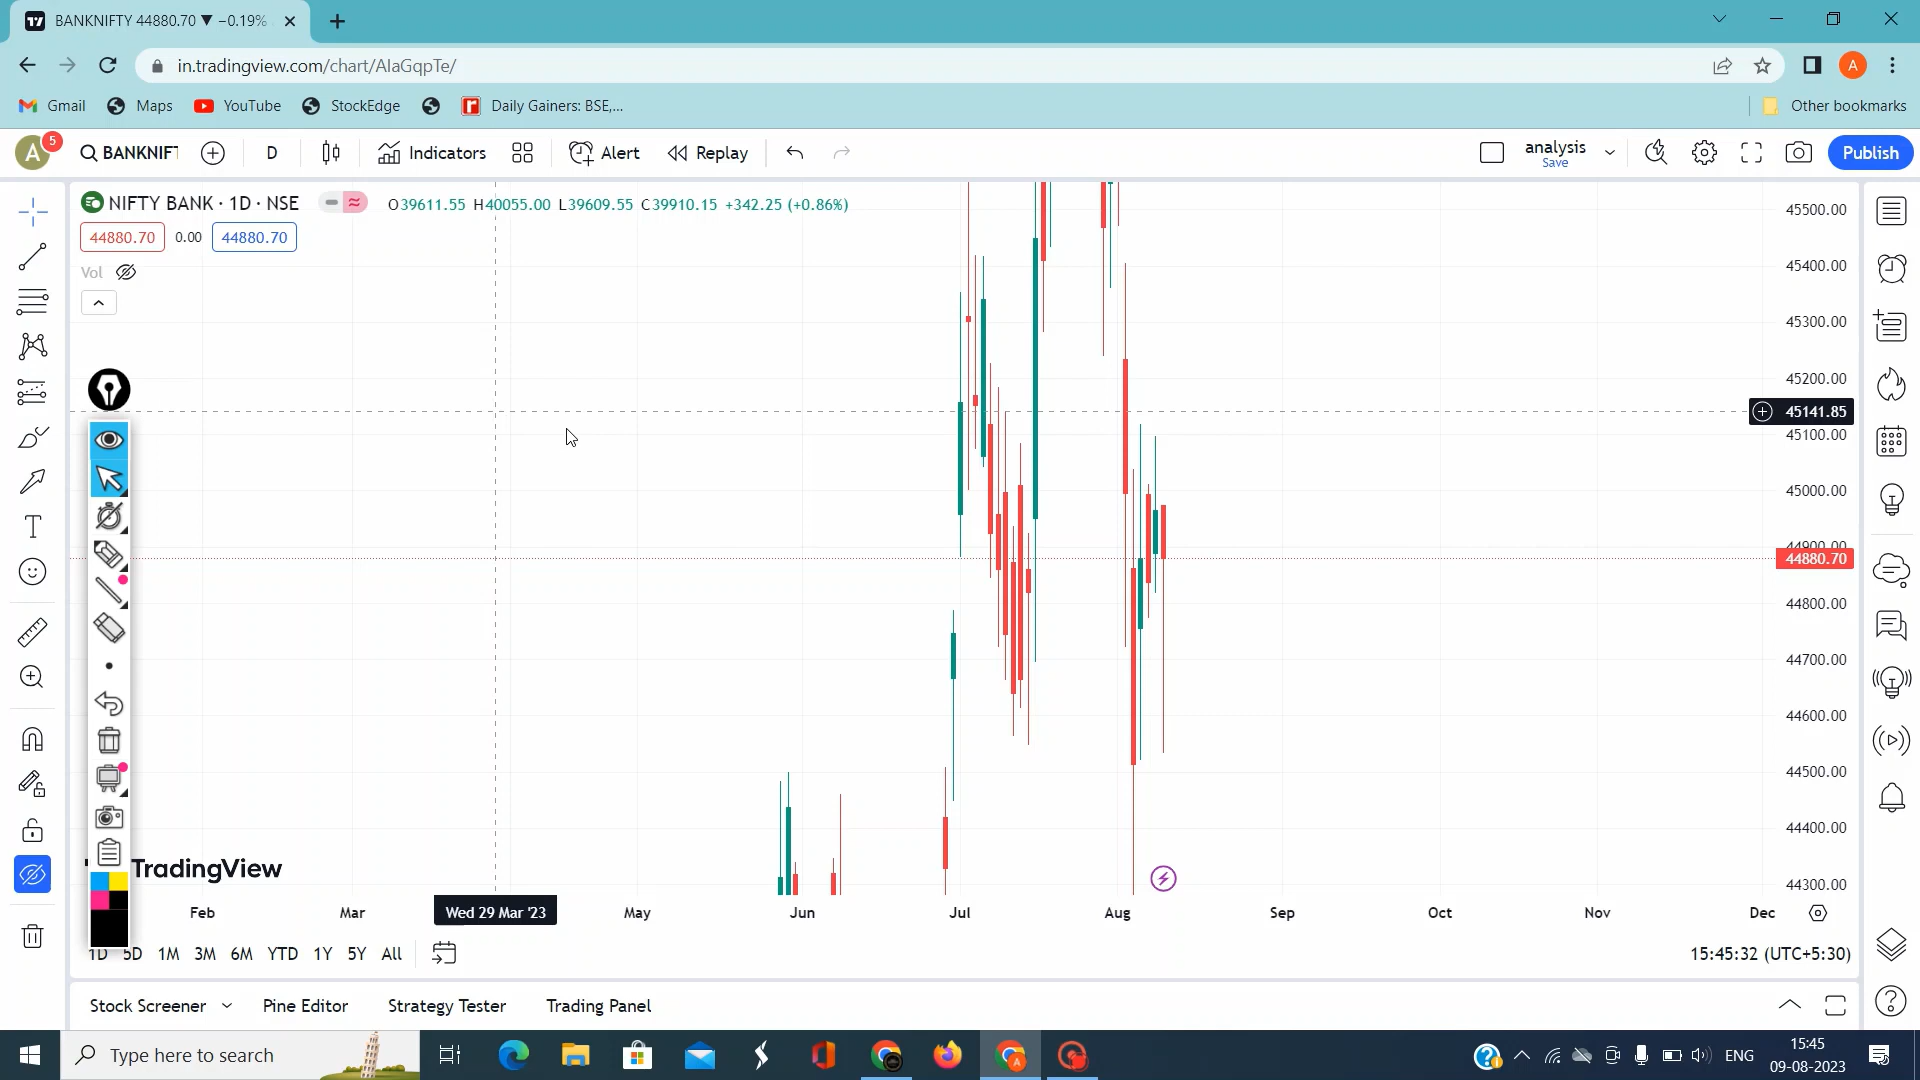 BANKNIFTY 44880.70 ▼ −0.19%
in.tradingview.com/chart/AIaGqpTe/
A
Gmail
Maps
YouTube
StockEdge
Daily Gainers: BSE,...
Other bookmarks
A
5
BANKNIFT
D
Indicators
Alert
Replay
analysis
Save
Publish
NIFTY BANK · 1D · NSE
O39611.55 H40055.00 L39609.55 C39910.15 +342.25 (+0.86%)
44880.70
0.00
44880.70
Vol
45500.00
45400.00
45300.00
45200.00
45141.85
45100.00
45000.00
44900.00
44880.70
44800.00
44700.00
44600.00
44500.00
44400.00
44300.00
TradingView
Feb
Mar
Wed 29 Mar '23
May
Jun
Jul
Aug
Sep
Oct
Nov
Dec
1D 5D 1M 3M 6M YTD 1Y 5Y All
15:45:32 (UTC+5:30)
Stock Screener
Pine Editor
Strategy Tester
Trading Panel
Type here to search
ENG
15:45
09-08-2023